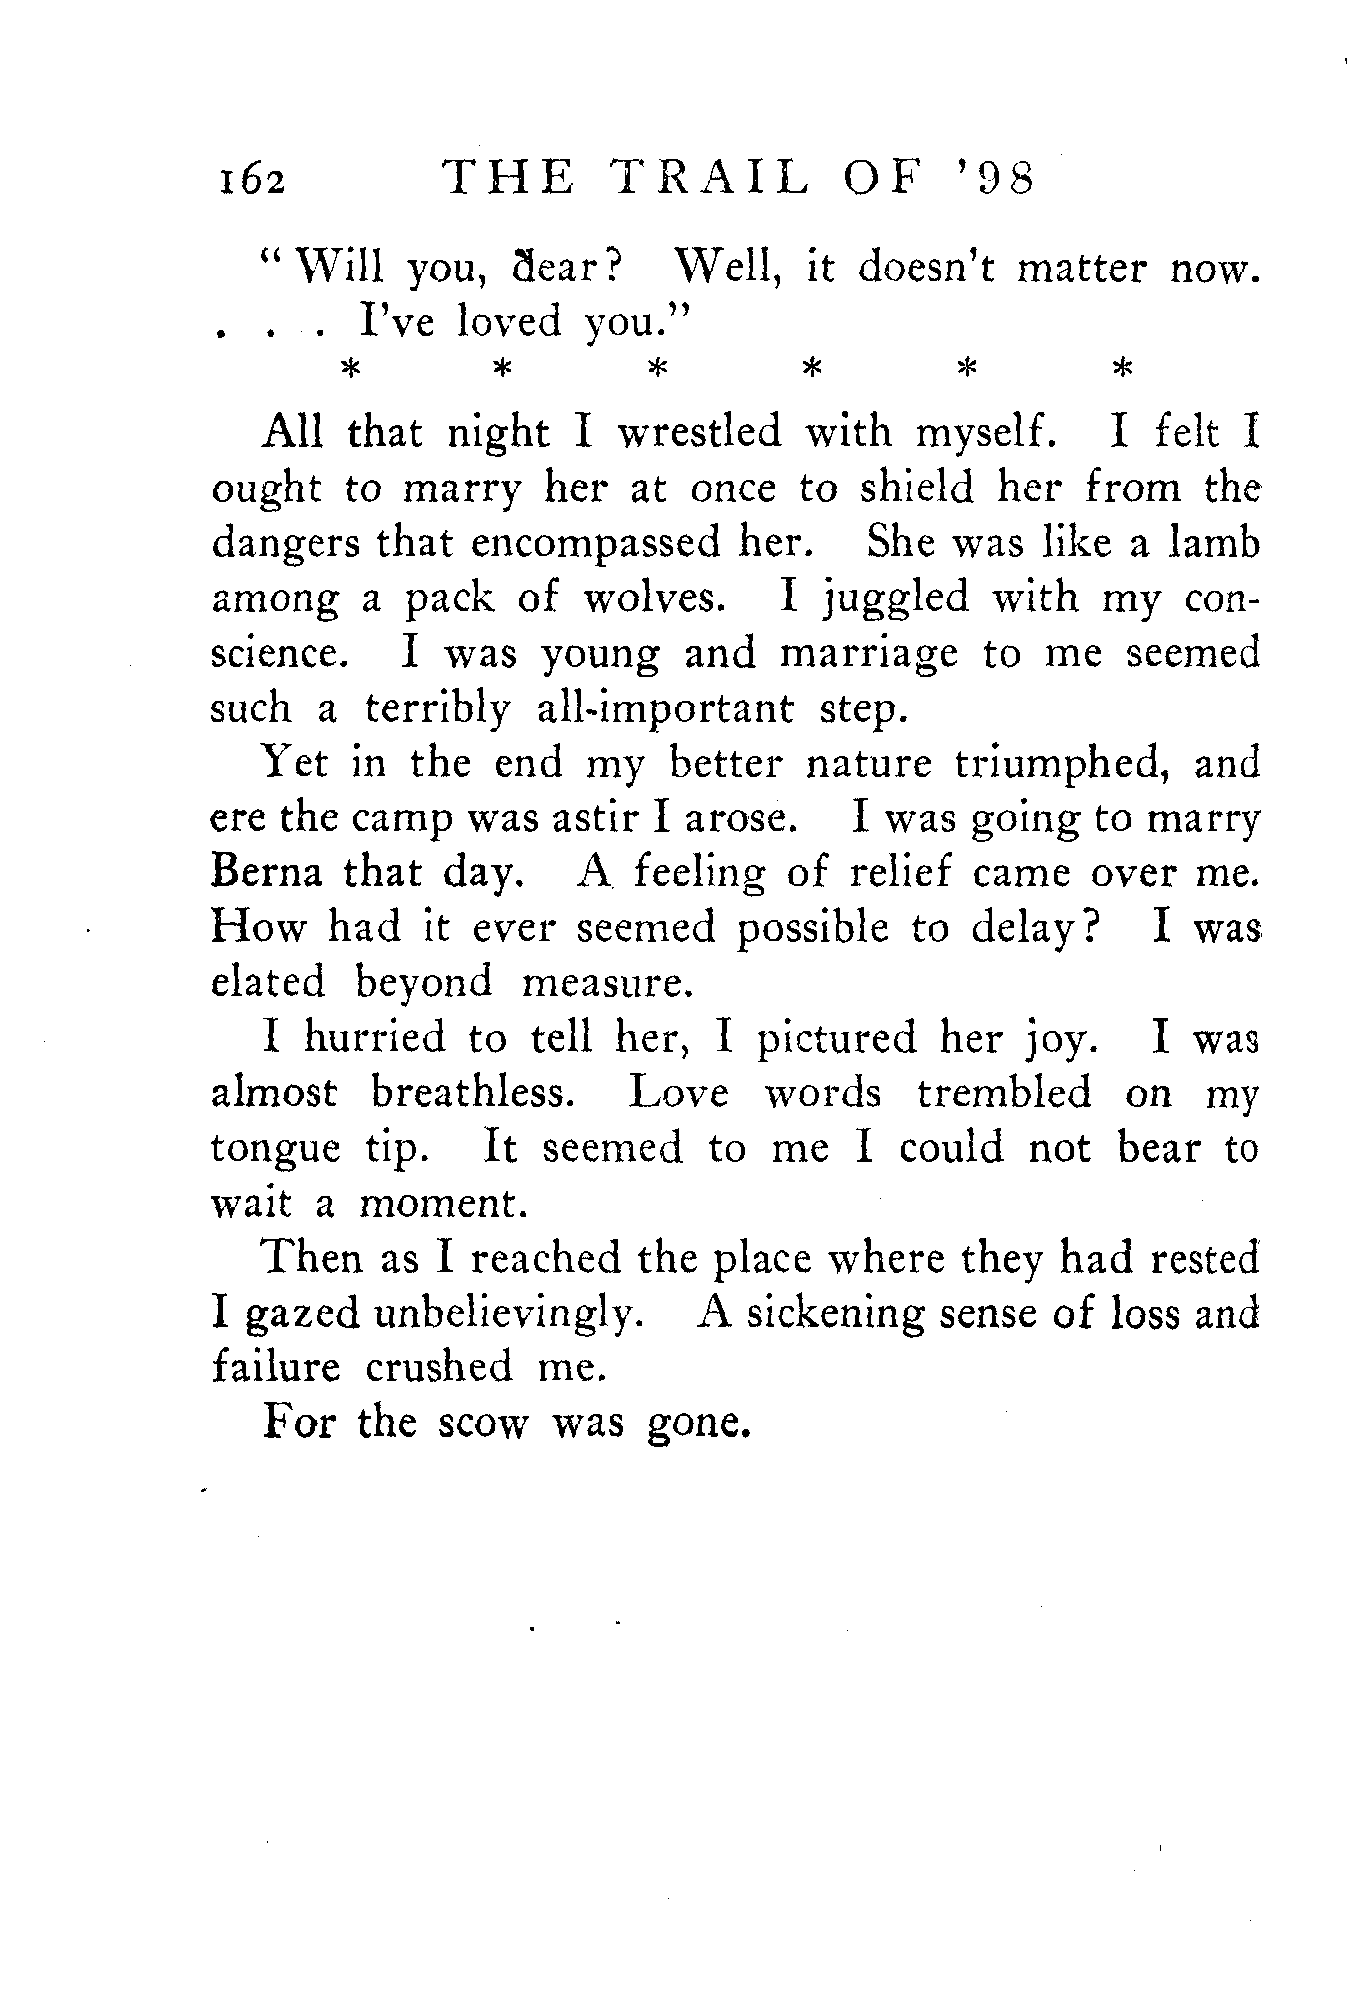 162 THE TRAIL OF '98
" Will you, dear? Well, it doesn't matter now.
. . . I've loved you."
* * * * * *
All that night I wrestled with myself. I felt I
ought to marry her at once to shield her from the
dangers that encompassed her. She was like a lamb
among a pack of wolves. I juggled with my con-
science. I was young and marriage to me seemed
such a terribly all-important step.
Yet in the end my better nature triumphed, and
ere the camp was astir I arose. I was going to marry
Berna that day. A feeling of relief came over me.
How had it ever seemed possible to delay? I was
elated beyond measure.
I hurried to tell her, I pictured her joy. I was
almost breathless. Love words trembled on my
tongue tip. It seemed to me I could not bear to
wait a moment.
Then as I reached the place where they had rested
I gazed unbelievingly. A sickening sense of loss and
failure crushed me.
For the scow was gone.